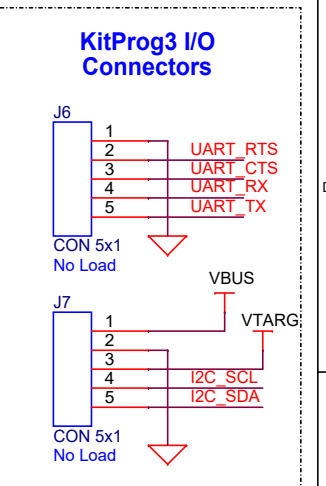 KitProg3 I/O
Connectors
J6
1
2 UART_RTS
3 UART_CTS
4 UART_RX
5 UART_TX
CON 5x1
No Load
VBUS
J7
VTARG
1
2
3
4 I2C_SCL
5 I2C_SDA
CON 5x1
No Load